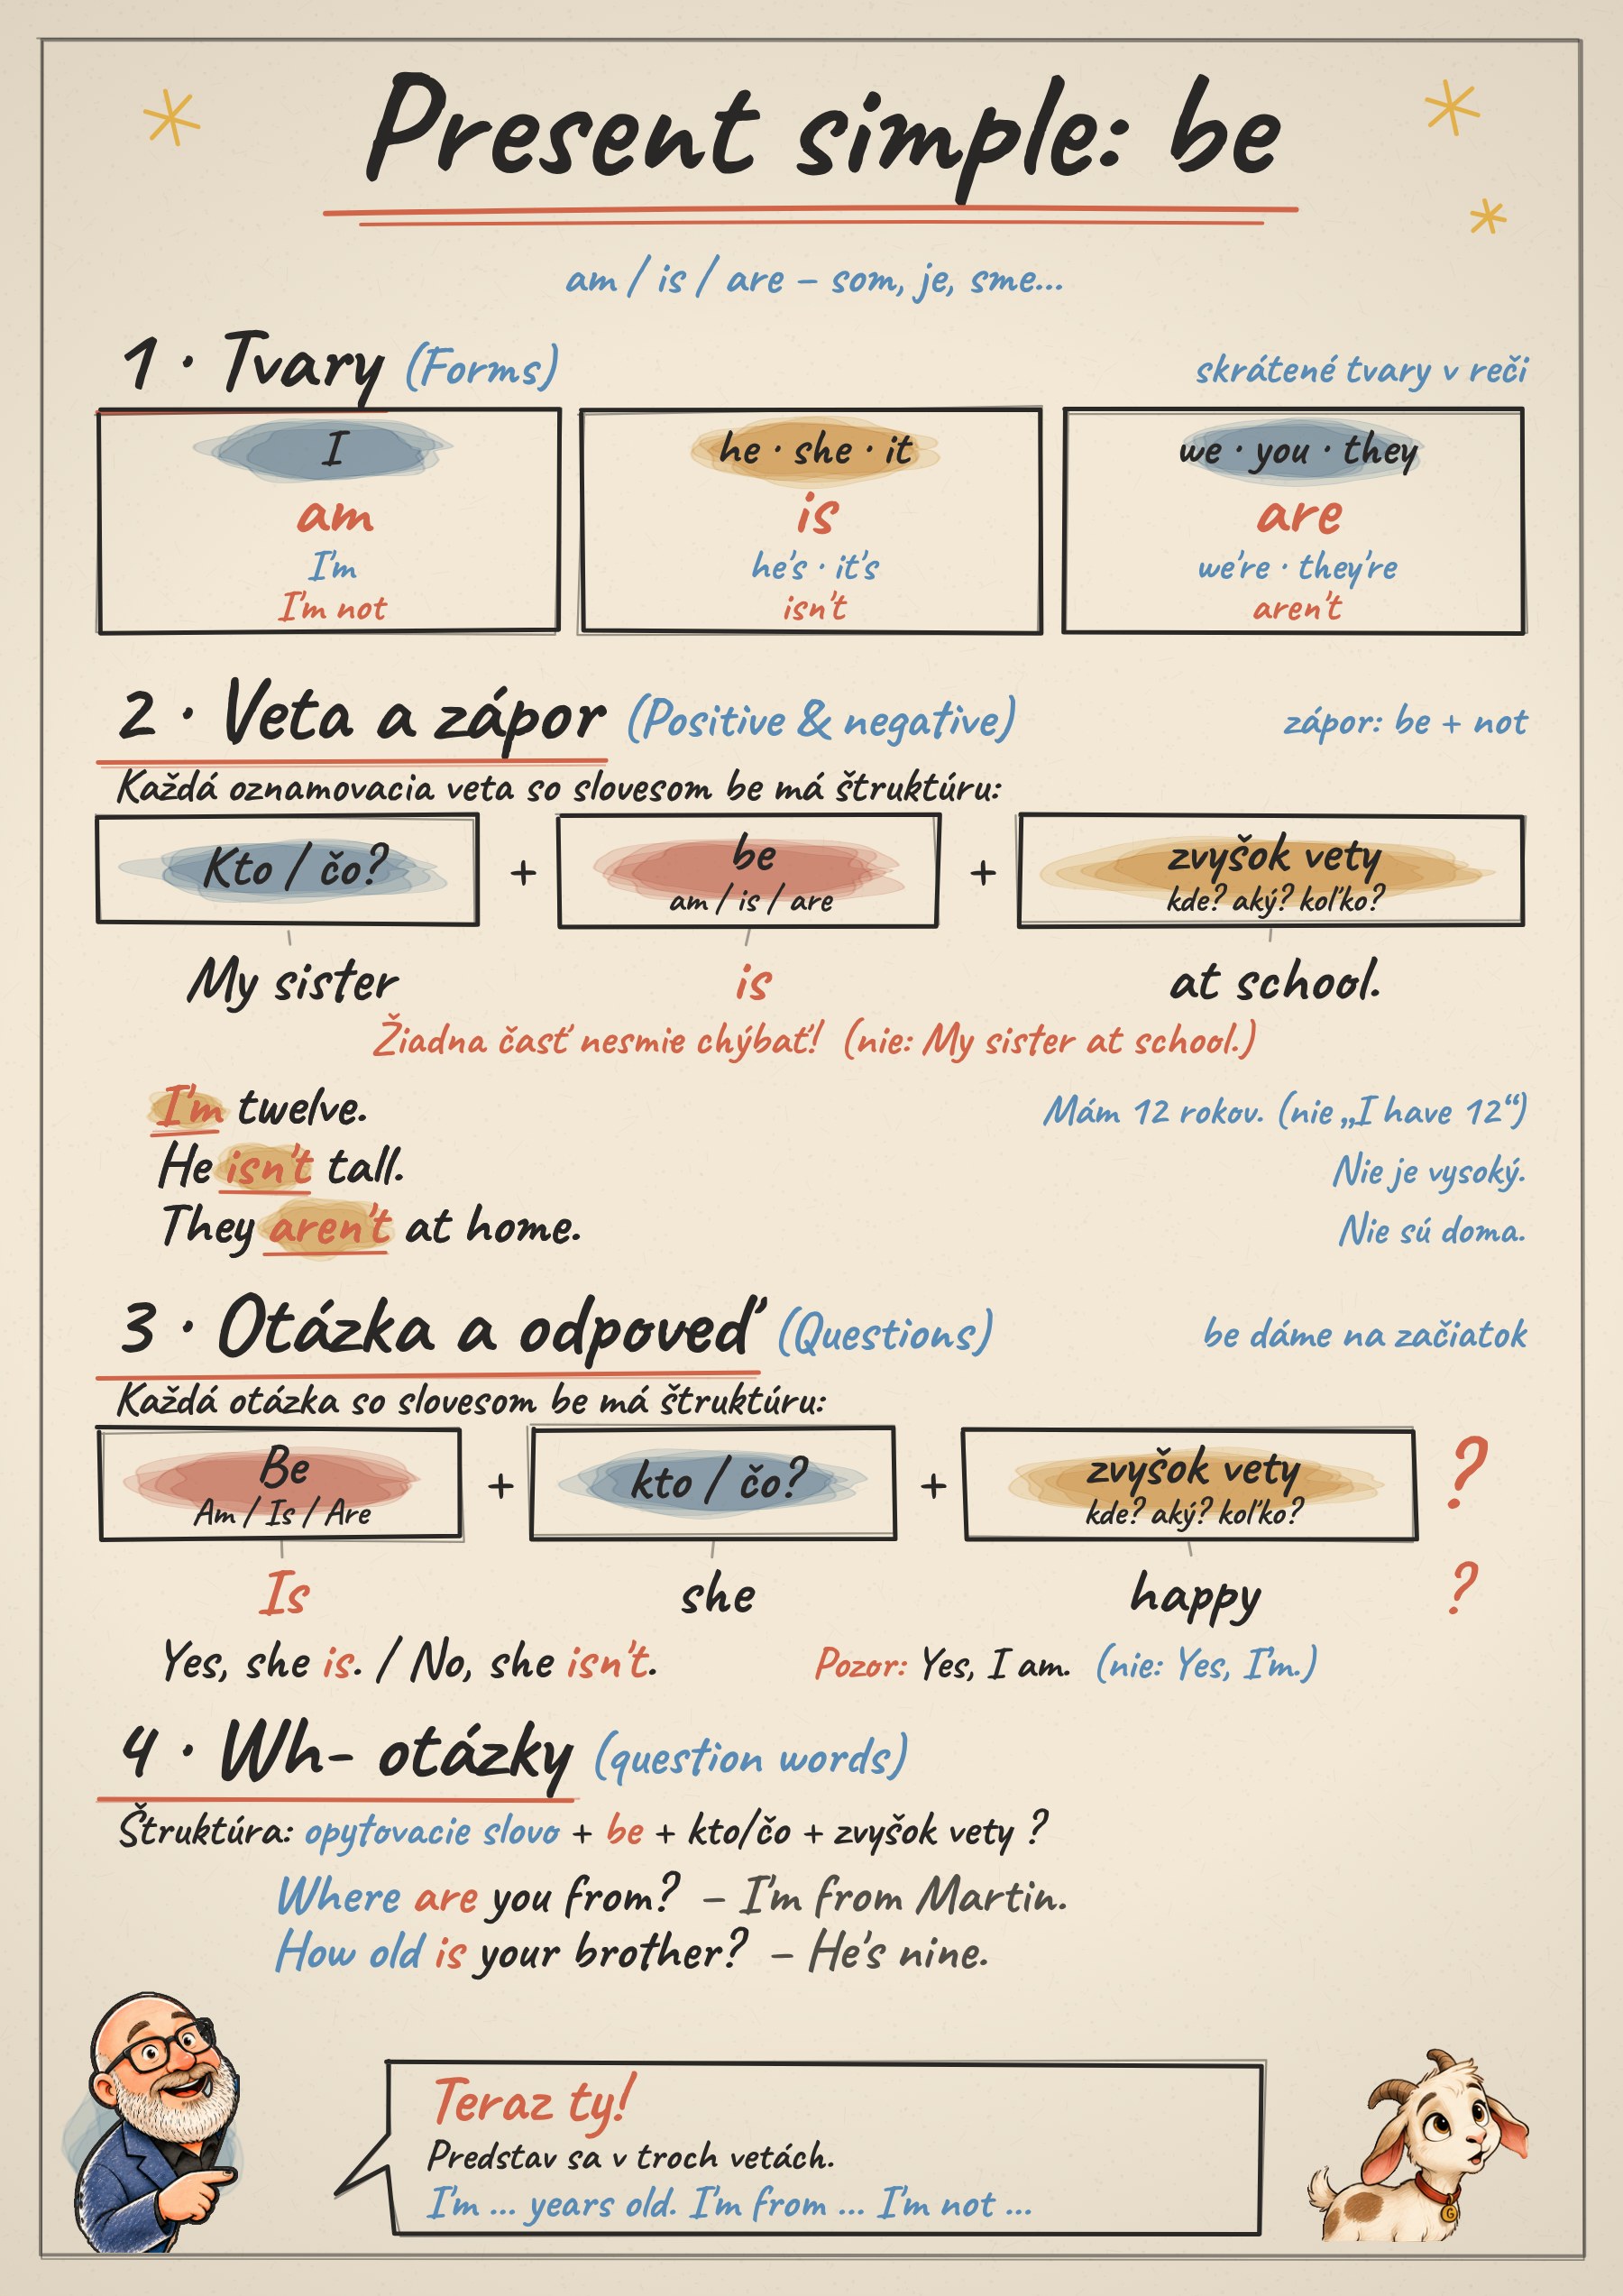 Present simple: be
am / is / are – som, je, sme...
1 · Tvary (Forms) skrátené tvary v reči
I
am
I'm
I'm not
he · she · it
is
he's · it's
isn't
we · you · they
are
we're · they're
aren't
2 · Veta a zápor (Positive & negative) zápor: be + not
Každá oznamovacia veta so slovesom be má štruktúru:
Kto / čo? + be + zvyšok vety
am / is / are kde? aký? koľko?
My sister is at school.
Žiadna časť nesmie chýbať! (nie: My sister at school.)
I'm twelve. Mám 12 rokov. (nie „I have 12“)
He isn't tall. Nie je vysoký.
They aren't at home. Nie sú doma.
3 · Otázka a odpoveď (Questions) be dáme na začiatok
Každá otázka so slovesom be má štruktúru:
Be + kto / čo? + zvyšok vety ?
Am / Is / Are kde? aký? koľko?
Is she happy ?
Yes, she is. / No, she isn't. Pozor: Yes, I am. (nie: Yes, I'm.)
4 · Wh- otázky (question words)
Štruktúra: opytovacie slovo + be + kto/čo + zvyšok vety ?
Where are you from? – I'm from Martin.
How old is your brother? – He's nine.
Teraz ty!
Predstav sa v troch vetách.
I'm ... years old. I'm from ... I'm not ...
G